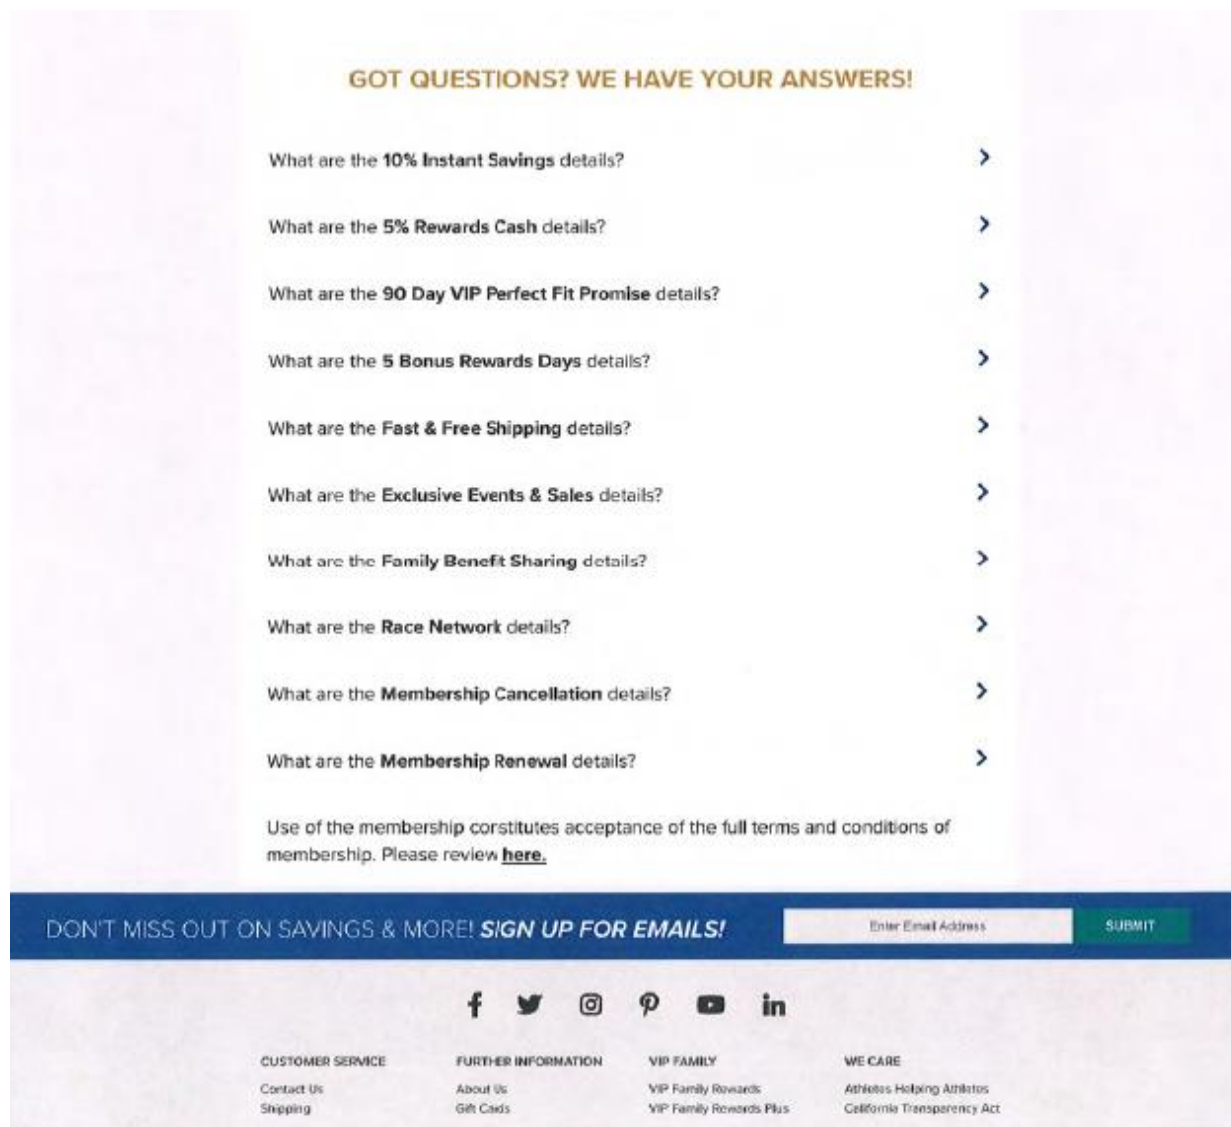 GOT QUESTIONS? WE HAVE YOUR ANSWERS!
What are the 10% Instant Savings details?
What are the 5% Rewards Cash details?
What are the 90 Day VIP Perfect Fit Promise details?
What are the 5 Bonus Rewards Days details?
What are the Fast & Free Shipping details?
What are the Exclusive Events & Sales details?
What are the Family Benefit Sharing details?
What are the Race Network details?
What are the Membership Cancellation details?
What are the Membership Renewal details?
Use of the membership constitutes acceptance of the full terms and conditions of
membership. Please review here.
DON'T MISS OUT ON SAVINGS & MORE! SIGN UP FOR EMAILS! Enter Email Address SUBMIT
CUSTOMER SERVICE FURTHER INFORMATION VIP FAMILY WE CARE
Contact Us About Us VIP Family Rewards Athletes Helping Athletes
Shipping Gift Cards VIP Family Rewards Plus California Transparency Act